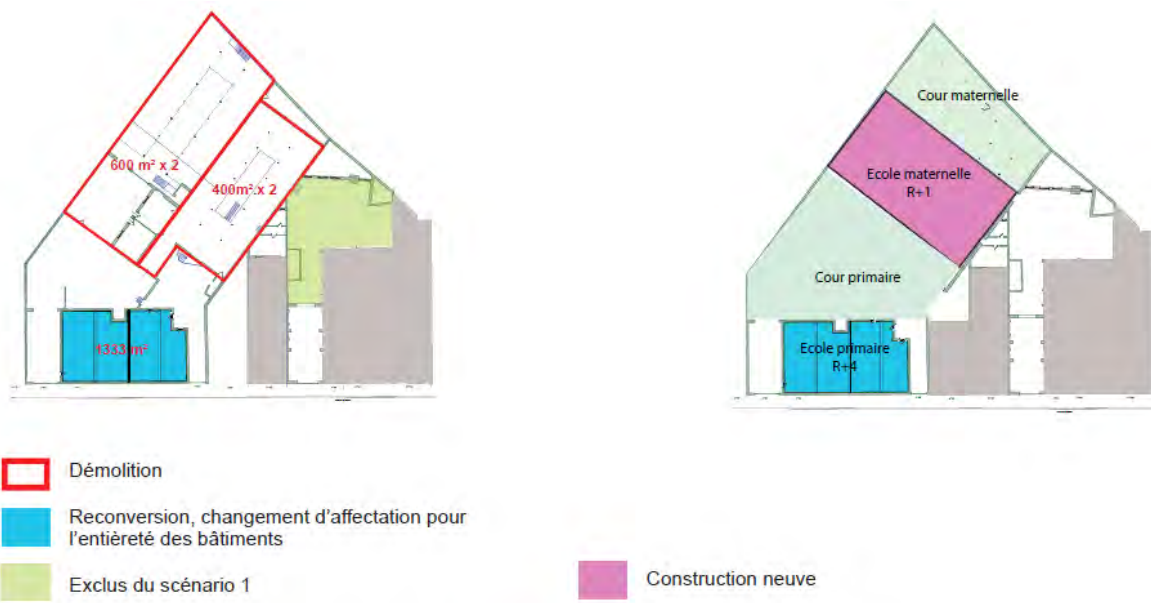 600 m² x 2
400m² x 2
1333 m²
Cour maternelle
Ecole maternelle
R+1
Cour primaire
Ecole primaire
R+4
Démolition
Reconversion, changement d'affectation pour
l'entièreté des bâtiments
Exclus du scénario 1
Construction neuve